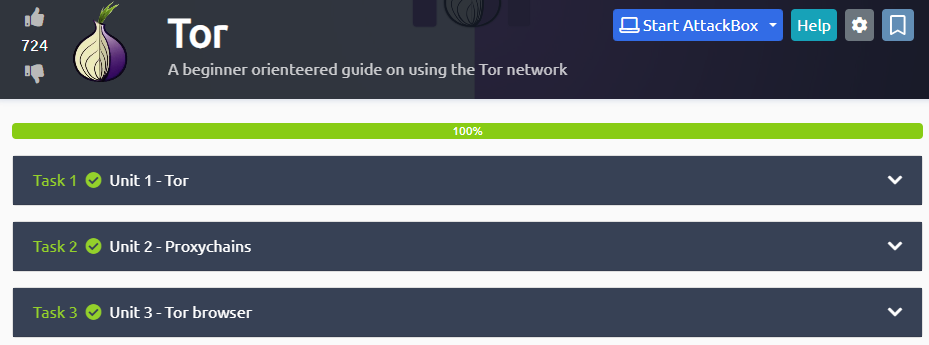 724
Tor
A beginner orienteered guide on using the Tor network
Start AttackBox
Help
100%
Task 1 Unit 1 - Tor
Task 2 Unit 2 - Proxychains
Task 3 Unit 3 - Tor browser